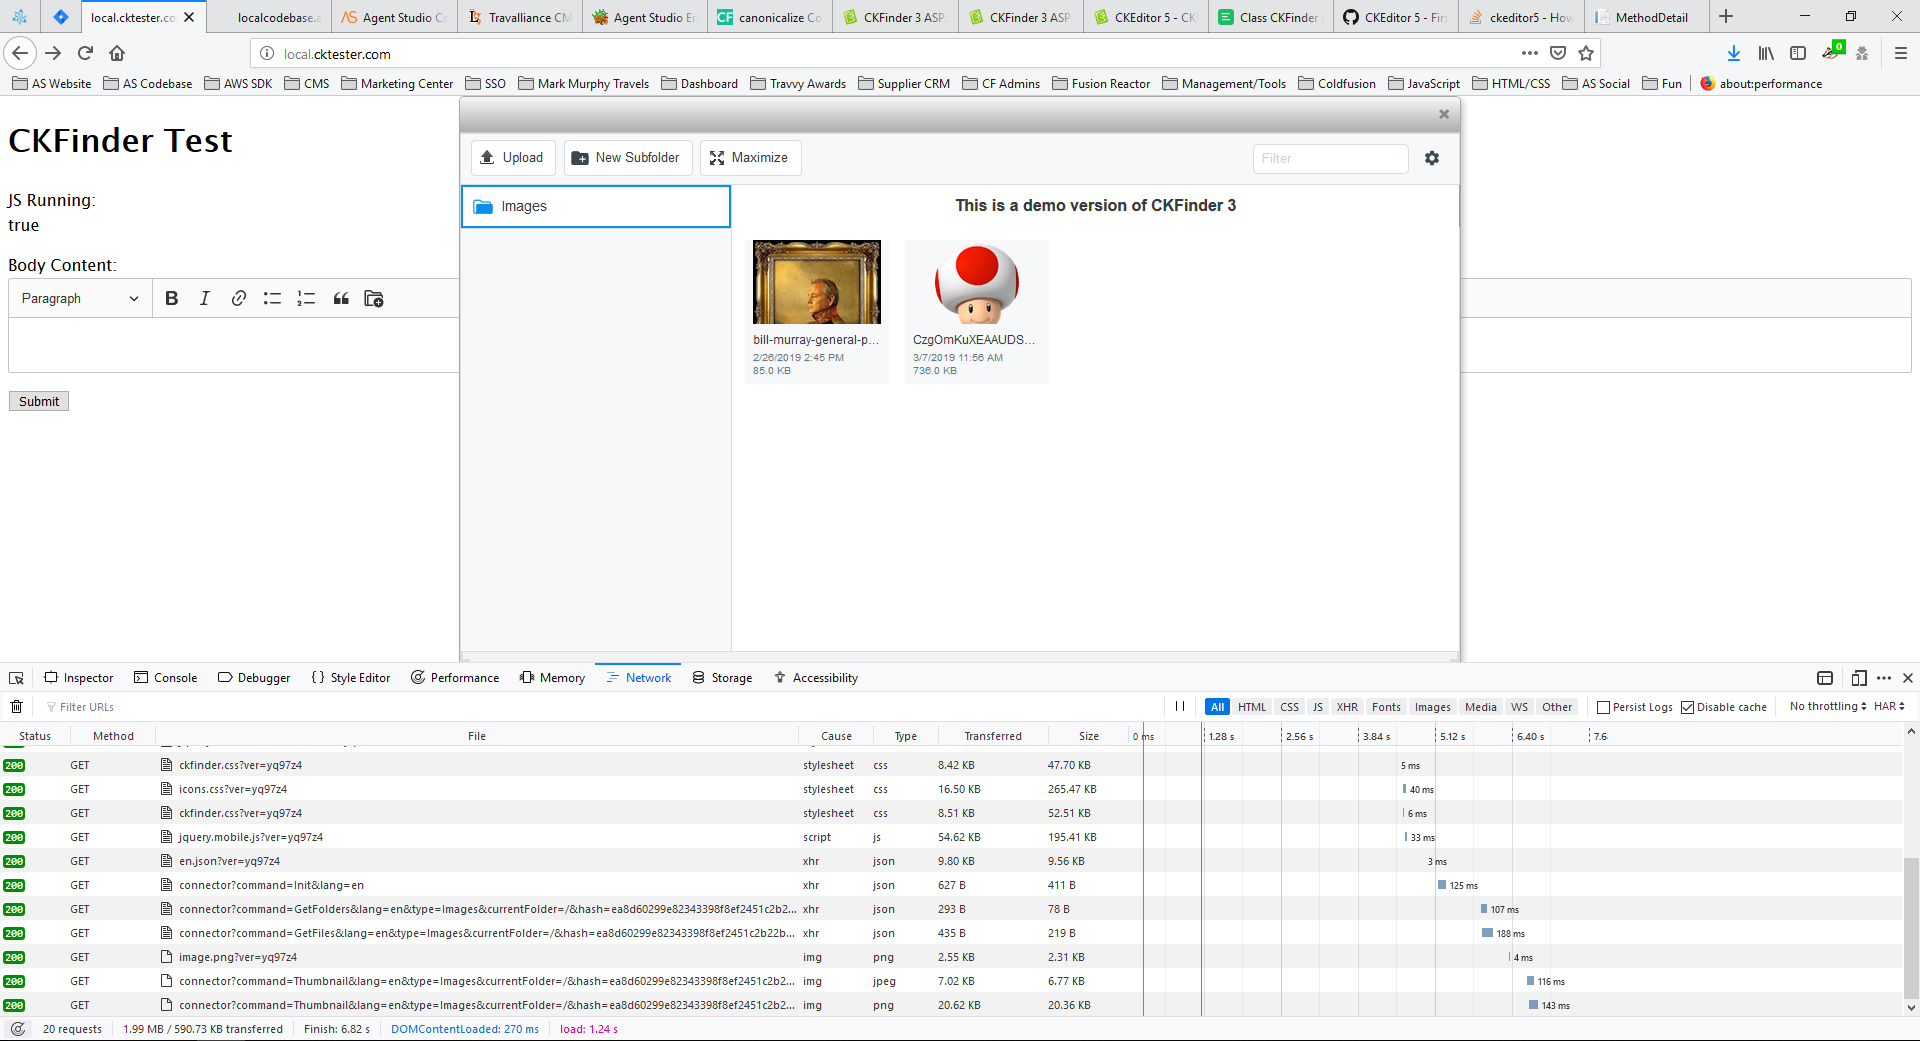 local.cktester.co
localcodebase.a
Agent Studio Co
Travalliance CM
Agent Studio Er
canonicalize Co
CKFinder 3 ASP.
CKFinder 3 ASP.
CKEditor 5 - CK
Class CKFinder
CKEditor 5 - Firs
ckeditor5 - How
MethodDetail
local.cktester.com
0
AS Website
AS Codebase
AWS SDK
CMS
Marketing Center
SSO
Mark Murphy Travels
Dashboard
Travvy Awards
Supplier CRM
CF Admins
Fusion Reactor
Management/Tools
Coldfusion
JavaScript
HTML/CSS
AS Social
Fun
about:performance
CKFinder Test
JS Running:
true
Body Content:
Paragraph
B I
Submit
Upload
New Subfolder
Maximize
Filter
Images
This is a demo version of CKFinder 3
bill-murray-general-p...
2/26/2019 2:45 PM
85.0 KB
CzgOmKuXEAAUDS...
3/7/2019 11:56 AM
736.0 KB
Inspector
Console
Debugger
{ } Style Editor
Performance
Memory
Network
Storage
Accessibility
Filter URLs
All HTML CSS JS XHR Fonts Images Media WS Other
Persist Logs
Disable cache
No throttling
HAR
Status Method File Cause Type Transferred Size 0 ms 1.28 s 2.56 s 3.84 s 5.12 s 6.40 s 7.6
200 GET ckfinder.css?ver=yq97z4 stylesheet css 8.42 KB 47.70 KB 5 ms
200 GET icons.css?ver=yq97z4 stylesheet css 16.50 KB 265.47 KB 40 ms
200 GET ckfinder.css?ver=yq97z4 stylesheet css 8.51 KB 52.51 KB 6 ms
200 GET jquery.mobile.js?ver=yq97z4 script js 54.62 KB 195.41 KB 33 ms
200 GET en.json?ver=yq97z4 xhr json 9.80 KB 9.56 KB 3 ms
200 GET connector?command=Init&lang=en xhr json 627 B 411 B 125 ms
200 GET connector?command=GetFolders&lang=en&type=Images&currentFolder=/&hash=ea8d60299e82343398f8ef2451c2b2... xhr json 293 B 78 B 107 ms
200 GET connector?command=GetFiles&lang=en&type=Images&currentFolder=/&hash=ea8d60299e82343398f8ef2451c2b22b... xhr json 435 B 219 B 188 ms
200 GET image.png?ver=yq97z4 img png 2.55 KB 2.31 KB 4 ms
200 GET connector?command=Thumbnail&lang=en&type=Images&currentFolder=/&hash=ea8d60299e82343398f8ef2451c2b2... img jpeg 7.02 KB 6.77 KB 116 ms
200 GET connector?command=Thumbnail&lang=en&type=Images&currentFolder=/&hash=ea8d60299e82343398f8ef2451c2b2... img png 20.62 KB 20.36 KB 143 ms
20 requests
1.99 MB / 590.73 KB transferred
Finish: 6.82 s
DOMContentLoaded: 270 ms
load: 1.24 s